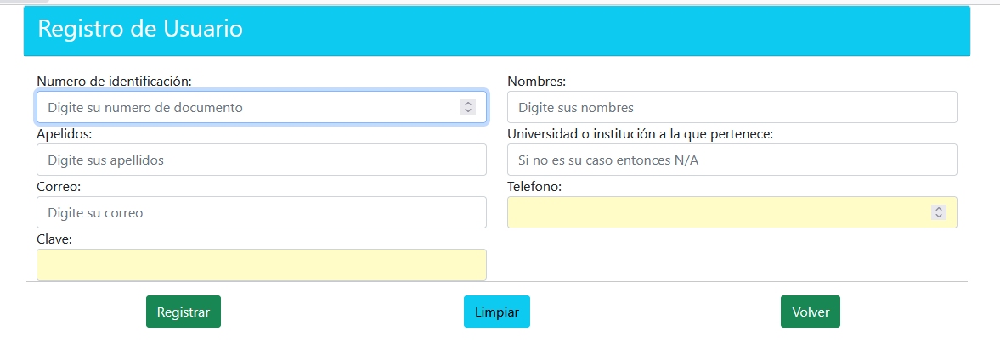 Registro de Usuario
Numero de identificación:
Nombres:
Digite su numero de documento
Digite sus nombres
Apelidos:
Universidad o institución a la que pertenece:
Digite sus apellidos
Si no es su caso entonces N/A
Correo:
Telefono:
Digite su correo
Clave:
Registrar
Limpiar
Volver